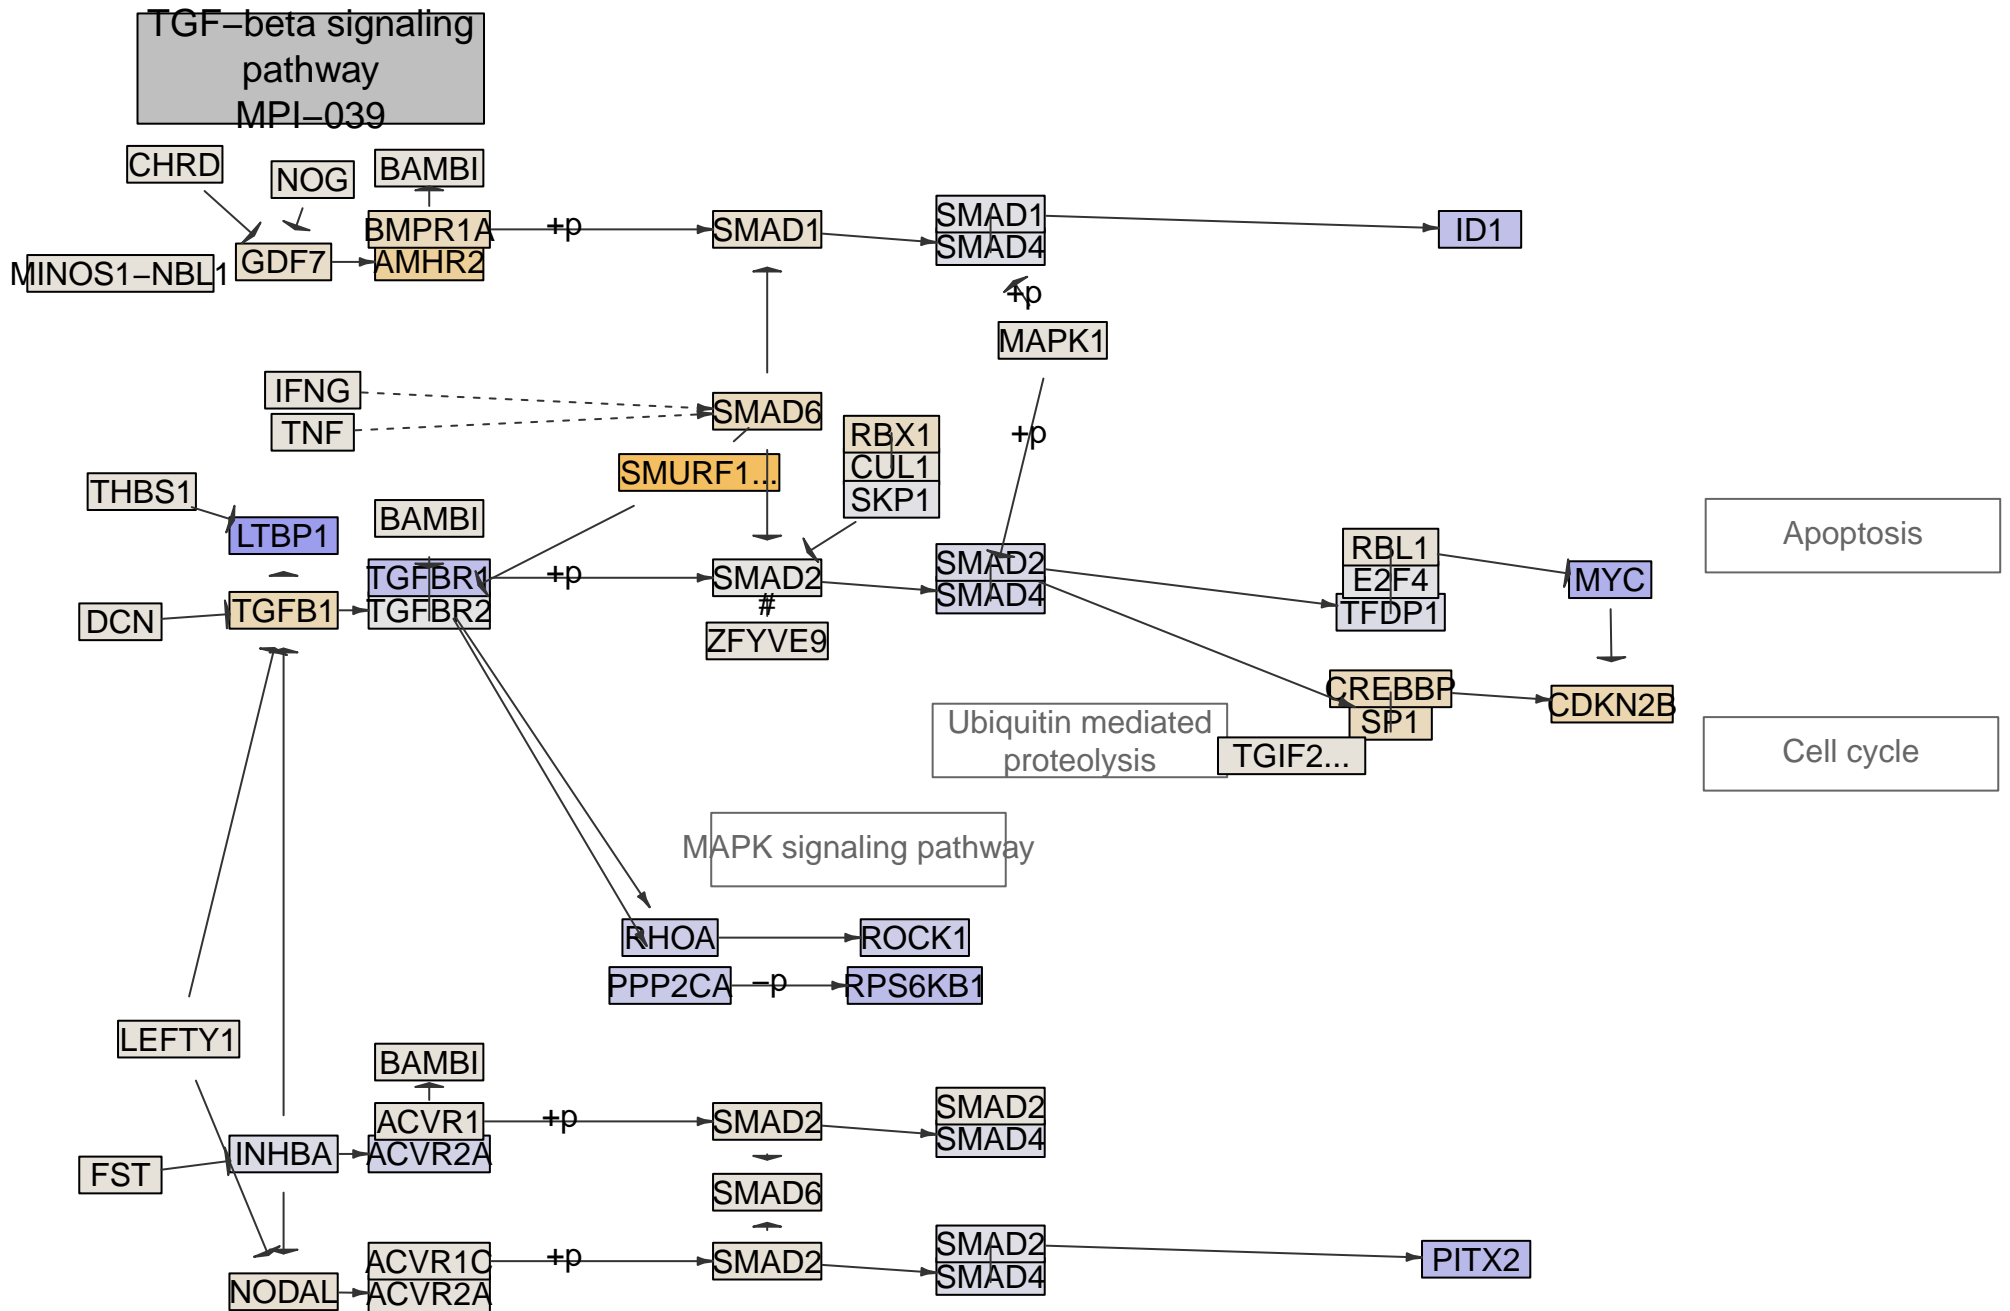 TGF−beta signaling
pathway
MPI−039
CHRD
NOG
BAMBI
BMPR1A
+p
SMAD1
SMAD1
SMAD4
ID1
MINOS1−NBL1
GDF7
AMHR2
+p
MAPK1
IFNG
TNF
SMAD6
RBX1
CUL1
SKP1
+p
SMURF1...
THBS1
LTBP1
BAMBI
TGFBR1
TGFBR2
+p
SMAD2
#
ZFYVE9
SMAD2
SMAD4
RBL1
E2F4
TFDP1
MYC
Apoptosis
DCN
TGFB1
CREBBP
SP1
TGIF2...
CDKN2B
Ubiquitin mediated
proteolysis
Cell cycle
MAPK signaling pathway
RHOA
ROCK1
PPP2CA
−p
RPS6KB1
LEFTY1
BAMBI
ACVR1
ACVR2A
+p
SMAD2
SMAD2
SMAD4
FST
INHBA
SMAD6
ACVR1C
ACVR2A
+p
SMAD2
SMAD2
SMAD4
PITX2
NODAL